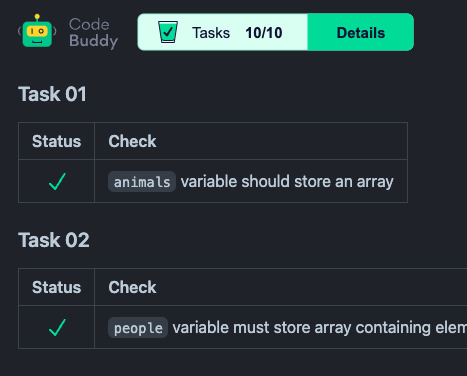 Code
Buddy
Tasks 10/10 Details
Task 01
Status Check
animals variable should store an array
Task 02
Status Check
people variable must store array containing elem